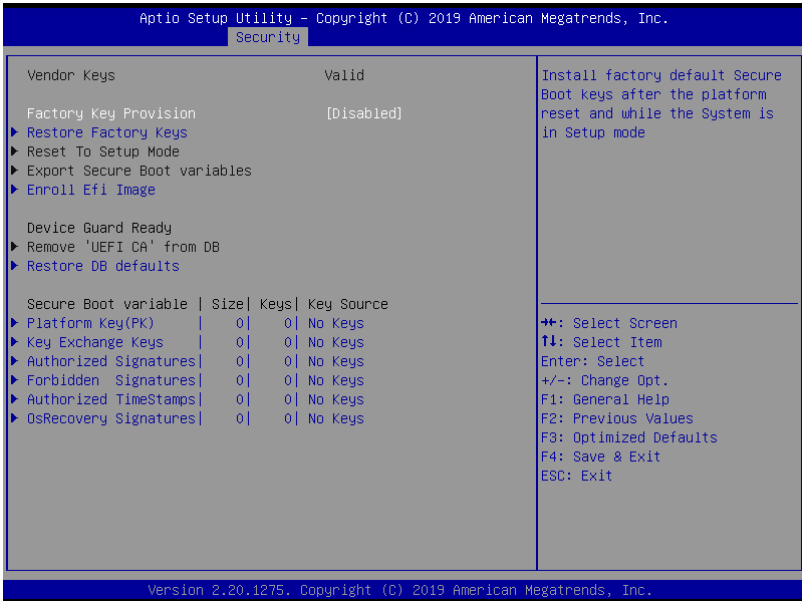 Aptio Setup Utility – Copyright (C) 2019 American Megatrends, Inc.
Security
Vendor Keys Valid
Factory Key Provision [Disabled]
Restore Factory Keys
Reset To Setup Mode
Export Secure Boot variables
Enroll Efi Image
Device Guard Ready
Remove 'UEFI CA' from DB
Restore DB defaults
Secure Boot variable | Size| Keys| Key Source
Platform Key(PK) | 0| 0| No Keys
Key Exchange Keys | 0| 0| No Keys
Authorized Signatures| 0| 0| No Keys
Forbidden Signatures| 0| 0| No Keys
Authorized TimeStamps| 0| 0| No Keys
OsRecovery Signatures| 0| 0| No Keys
Install factory default Secure
Boot keys after the platform
reset and while the System is
in Setup mode
→←: Select Screen
↑↓: Select Item
Enter: Select
+/-: Change Opt.
F1: General Help
F2: Previous Values
F3: Optimized Defaults
F4: Save & Exit
ESC: Exit
Version 2.20.1275. Copyright (C) 2019 American Megatrends, Inc.